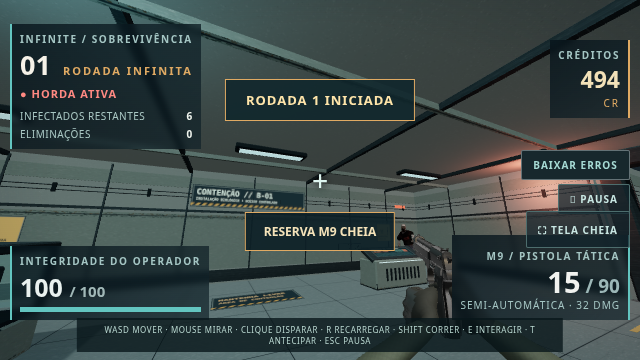 INFINITE / SOBREVIVÊNCIA
01 RODADA INFINITA
● HORDA ATIVA
INFECTADOS RESTANTES 6
ELIMINAÇÕES 0
RODADA 1 INICIADA
CRÉDITOS
494
CR
BAIXAR ERROS
PAUSA
TELA CHEIA
CONTENÇÃO // B-01
RESERVA M9 CHEIA
INTEGRIDADE DO OPERADOR
100 / 100
M9 / PISTOLA TÁTICA
15 / 90
SEMI-AUTOMÁTICA · 32 DMG
WASD MOVER · MOUSE MIRAR · CLIQUE DISPARAR · R RECARREGAR · SHIFT CORRER · E INTERAGIR · T
ANTECIPAR · ESC PAUSA